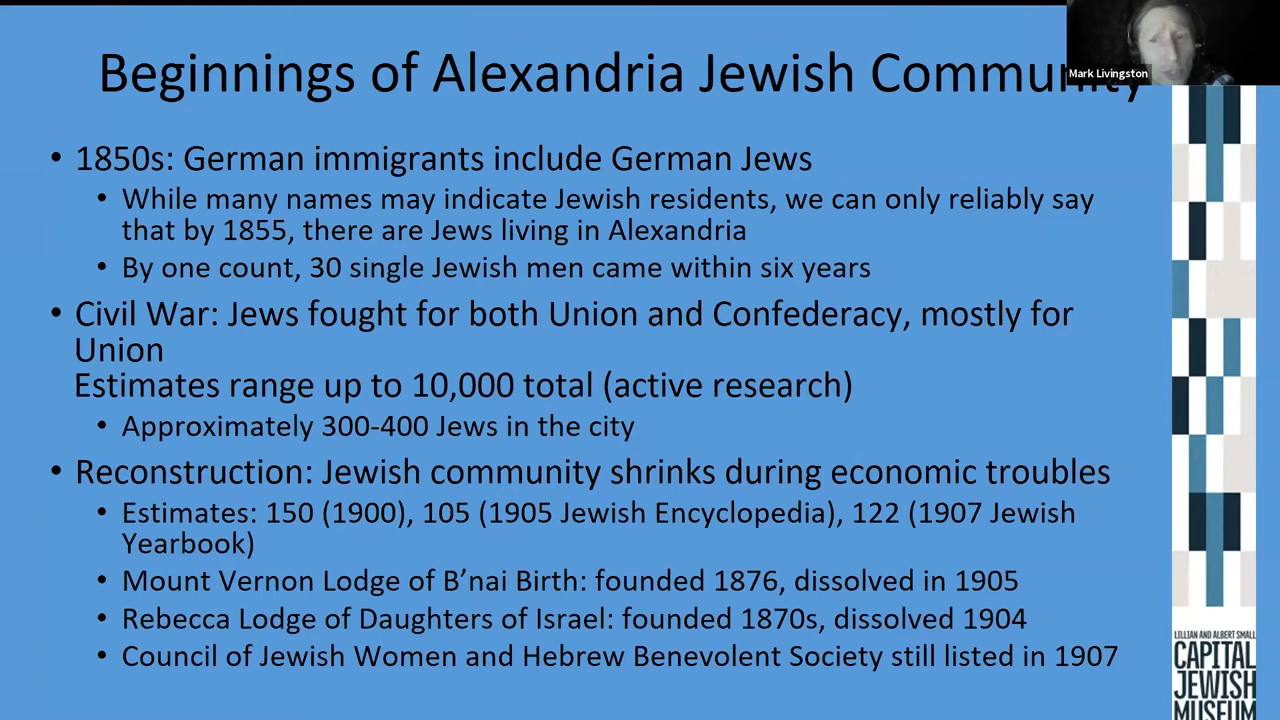 Beginnings of Alexandria Jewish Community
Mark Livingston
• 1850s: German immigrants include German Jews
• While many names may indicate Jewish residents, we can only reliably say
that by 1855, there are Jews living in Alexandria
• By one count, 30 single Jewish men came within six years
• Civil War: Jews fought for both Union and Confederacy, mostly for
Union
Estimates range up to 10,000 total (active research)
• Approximately 300-400 Jews in the city
• Reconstruction: Jewish community shrinks during economic troubles
• Estimates: 150 (1900), 105 (1905 Jewish Encyclopedia), 122 (1907 Jewish
Yearbook)
• Mount Vernon Lodge of B’nai Birth: founded 1876, dissolved in 1905
• Rebecca Lodge of Daughters of Israel: founded 1870s, dissolved 1904
• Council of Jewish Women and Hebrew Benevolent Society still listed in 1907
LILLIAN AND ALBERT SMALL
CAPITAL
JEWISH
MUSEUM